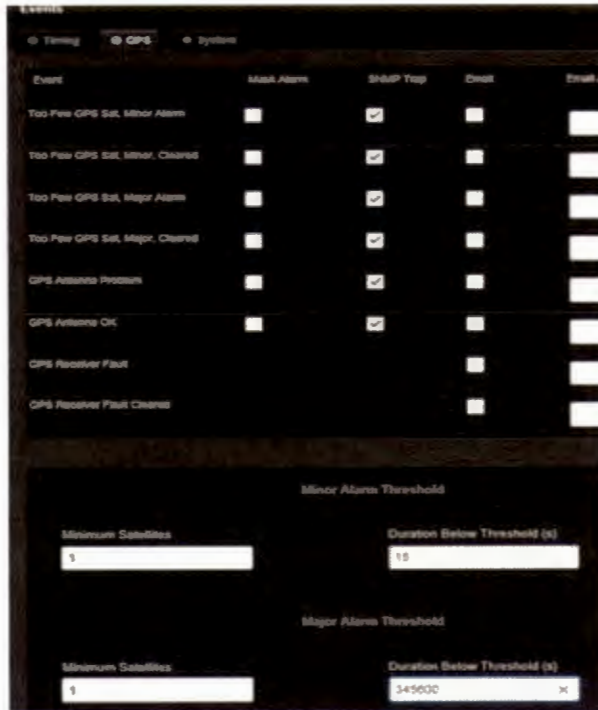 Events
Timing GPS System
Event Mask Alarm SNMP Trap Email Email
Too Few GPS Sat, Minor Alarm
Too Few GPS Sat, Minor, Cleared
Too Few GPS Sat, Major Alarm
Too Few GPS Sat, Major, Cleared
GPS Antenna Problem
GPS Antenna OK
GPS Receiver Fault
GPS Receiver Fault Cleared
Minor Alarm Threshold
Minimum Satellites Duration Below Threshold (s)
1 15
Major Alarm Threshold
Minimum Satellites Duration Below Threshold (s)
1 345600